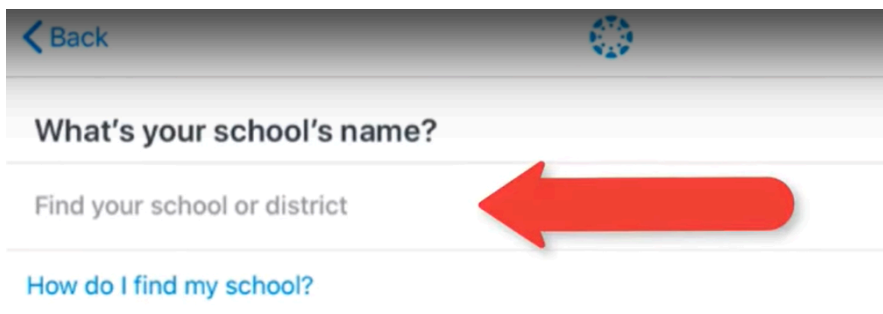 Back
What's your school's name?
Find your school or district
How do I find my school?